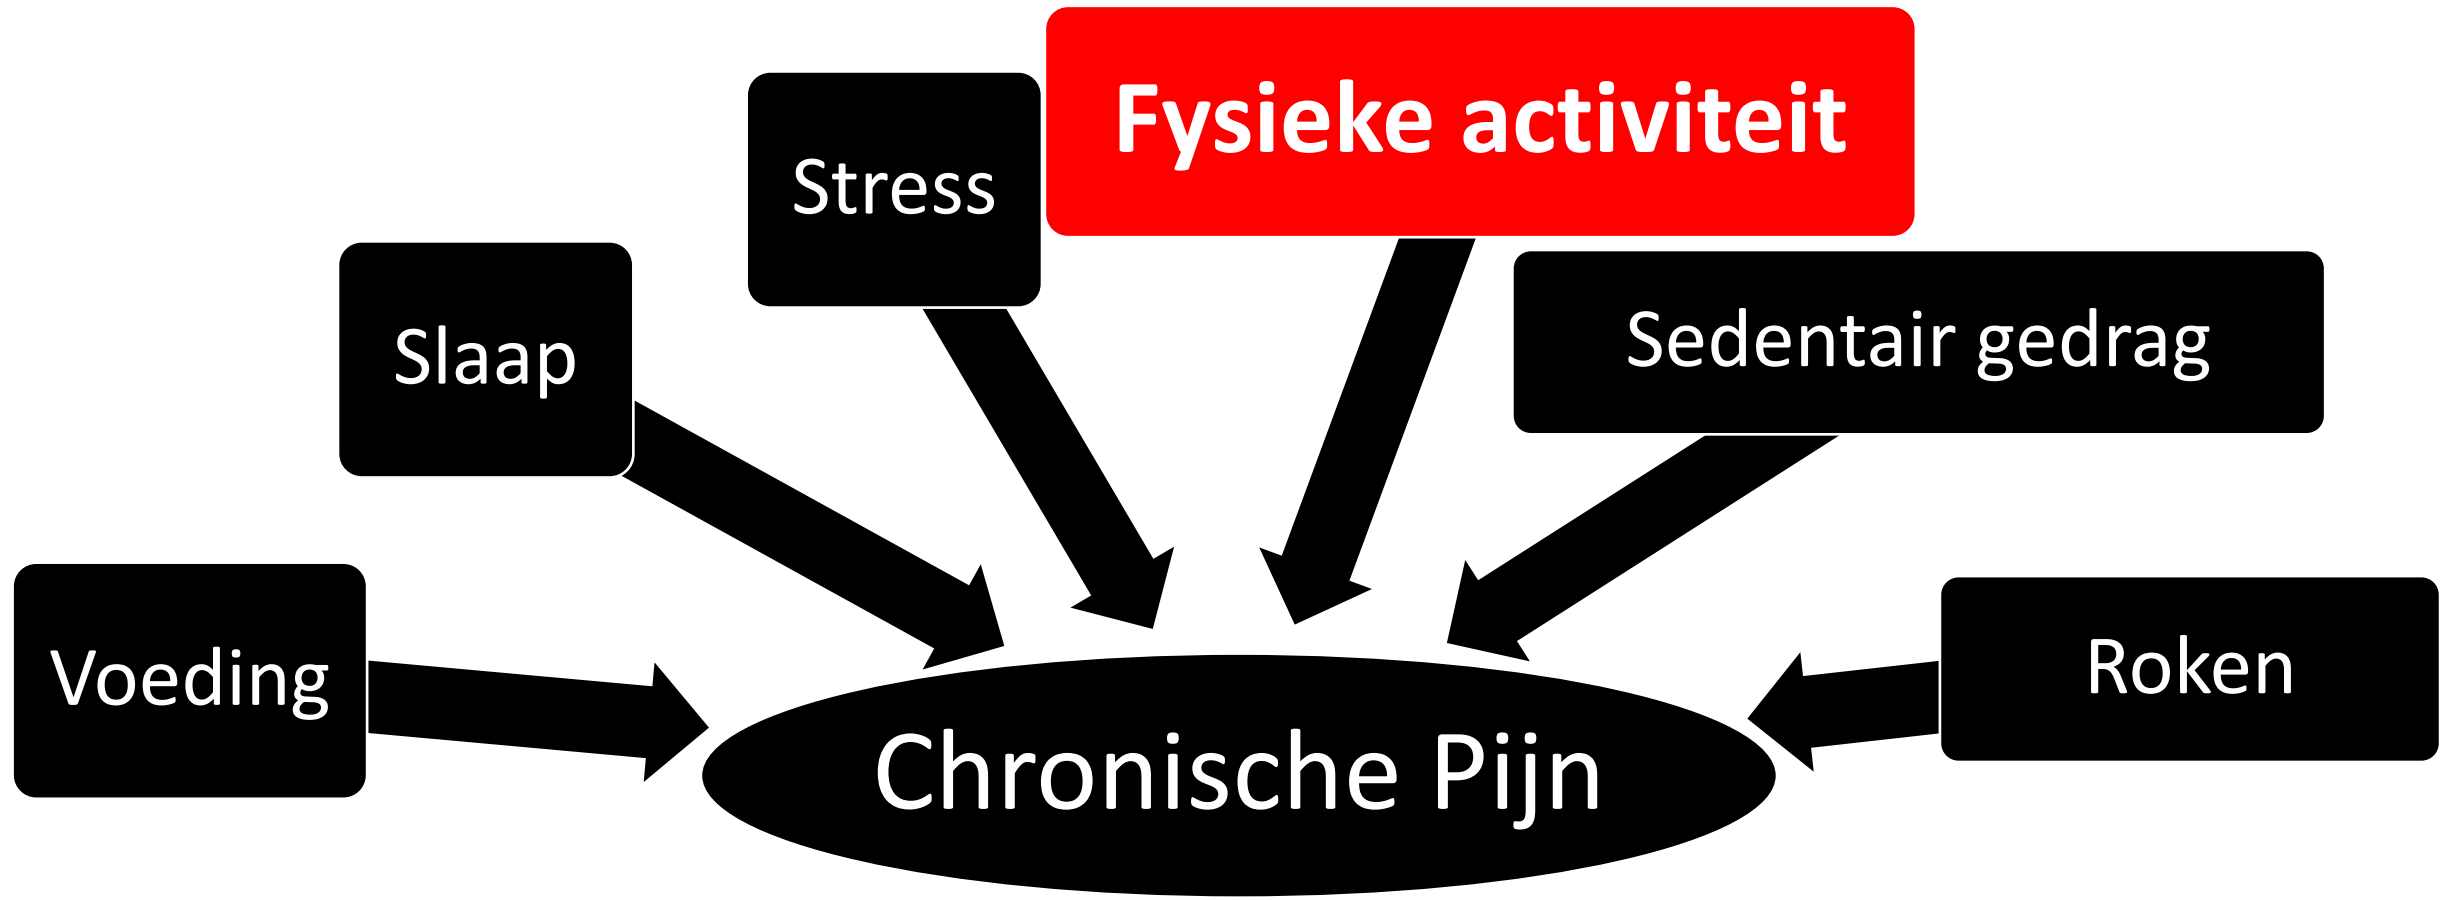 Fysieke activiteit
Stress
Slaap
Sedentair gedrag
Voeding
Roken
Chronische Pijn